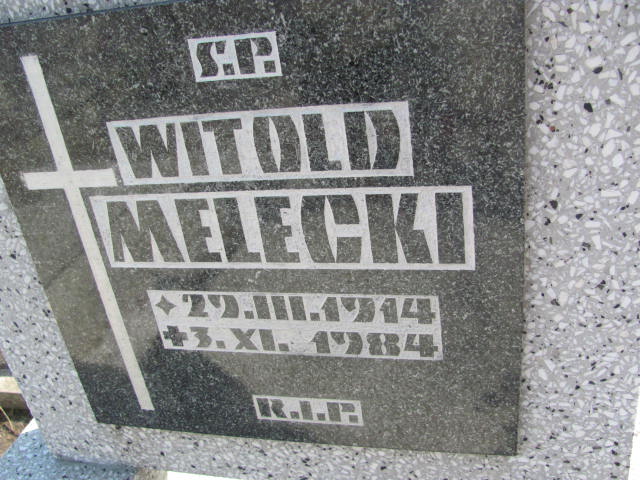 S.P.
WITOLD
MELECKI
✦ 29.III.1914
✚ 3.XI. 1984
R.I.P.